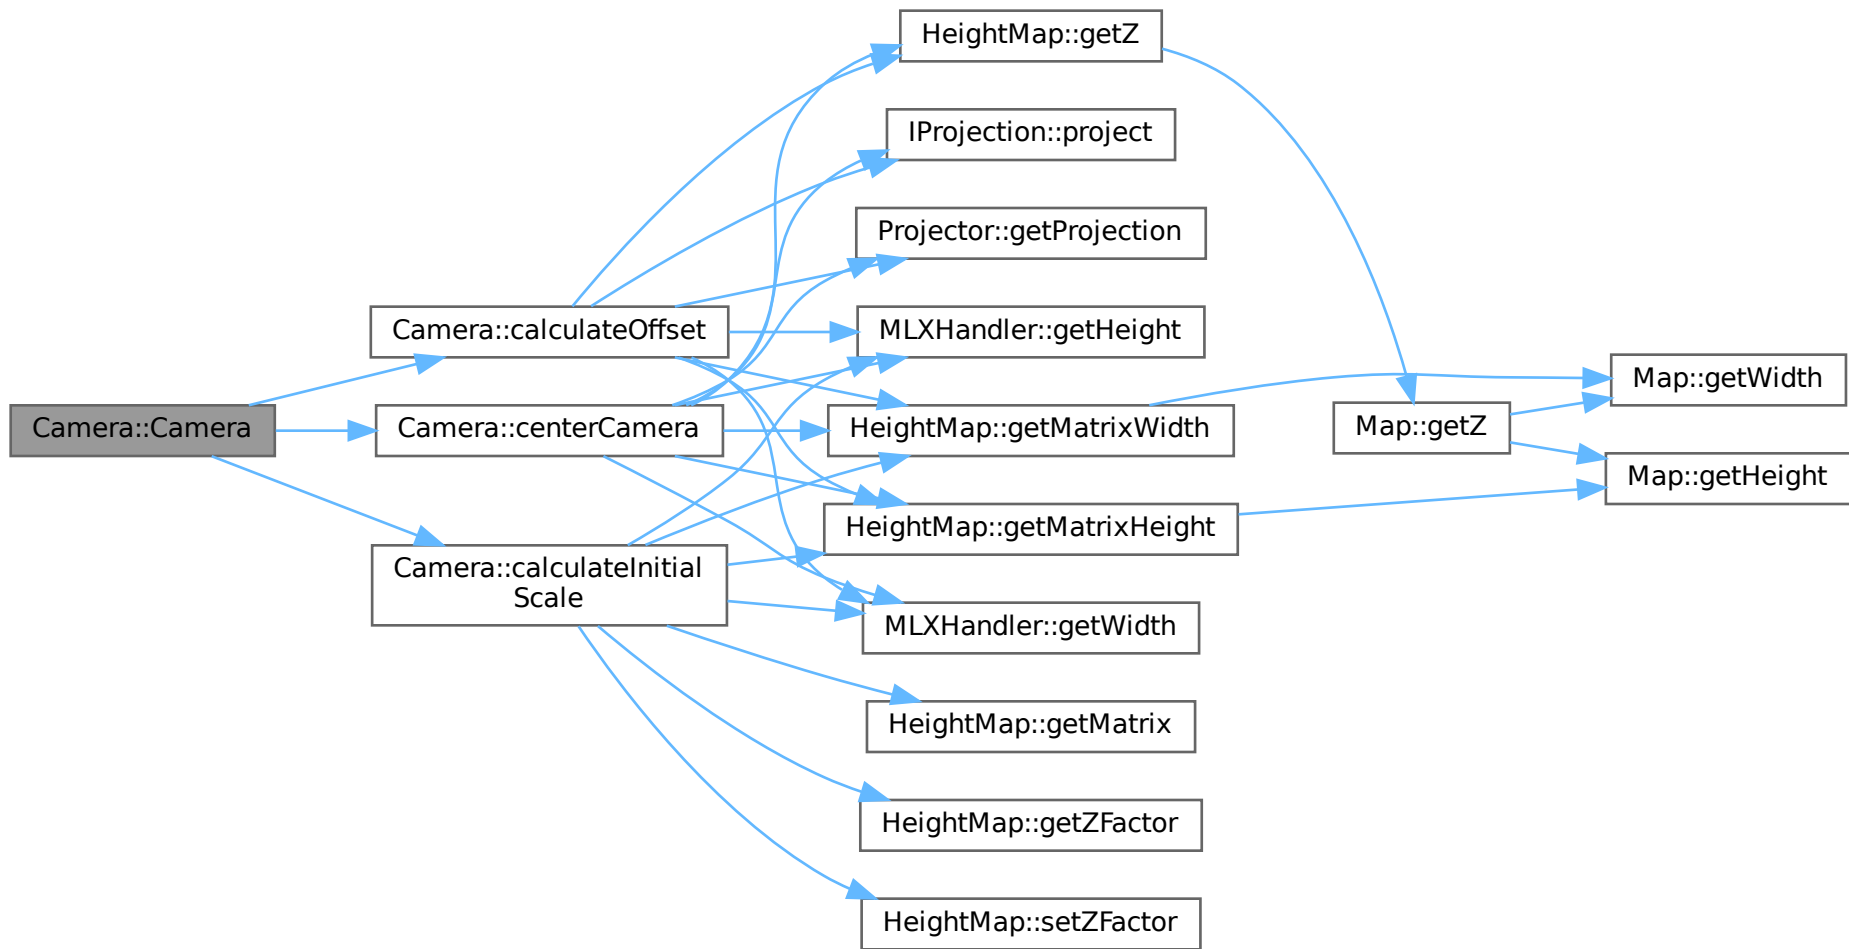 HeightMap::getZ
IProjection::project
Projector::getProjection
Camera::calculateOffset
MLXHandler::getHeight
Map::getWidth
Camera::Camera
Camera::centerCamera
HeightMap::getMatrixWidth
Map::getZ
Map::getHeight
HeightMap::getMatrixHeight
Camera::calculateInitial
Scale
MLXHandler::getWidth
HeightMap::getMatrix
HeightMap::getZFactor
HeightMap::setZFactor